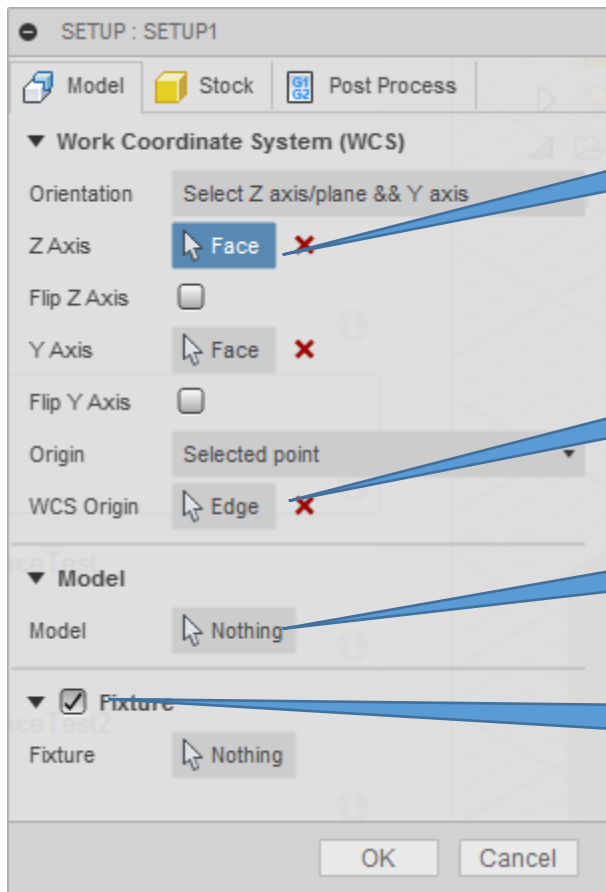 SETUP : SETUP1
Model Stock G1 G2 Post Process
Work Coordinate System (WCS)
Orientation Select Z axis/plane && Y axis
Z Axis Face
Flip Z Axis
Y Axis Face
Flip Y Axis
Origin Selected point
WCS Origin Edge
Model
Model Nothing
Fixture
ceTest2
Fixture Nothing
OK Cancel